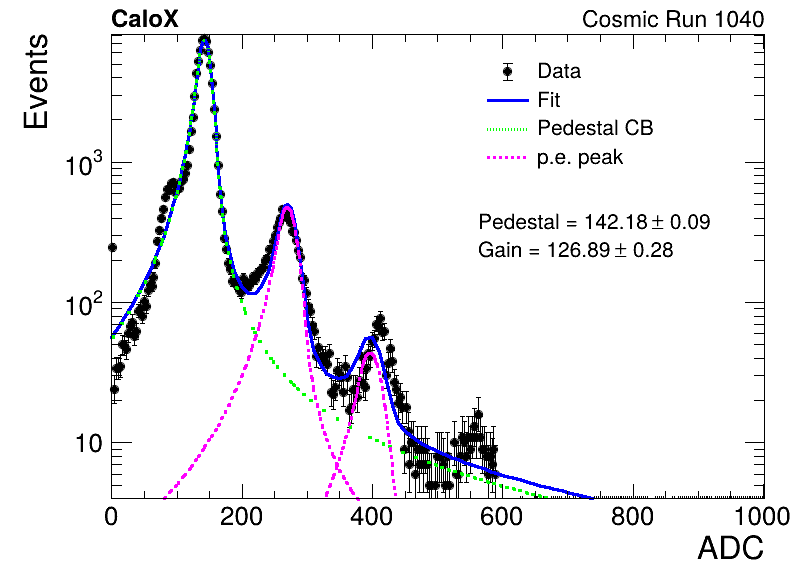 CaloX Cosmic Run 1040
Events
Data
Fit
Pedestal CB
p.e. peak
Pedestal = 142.18 ± 0.09
Gain = 126.89 ± 0.28
10³
10²
10
0 200 400 600 800 1000
ADC